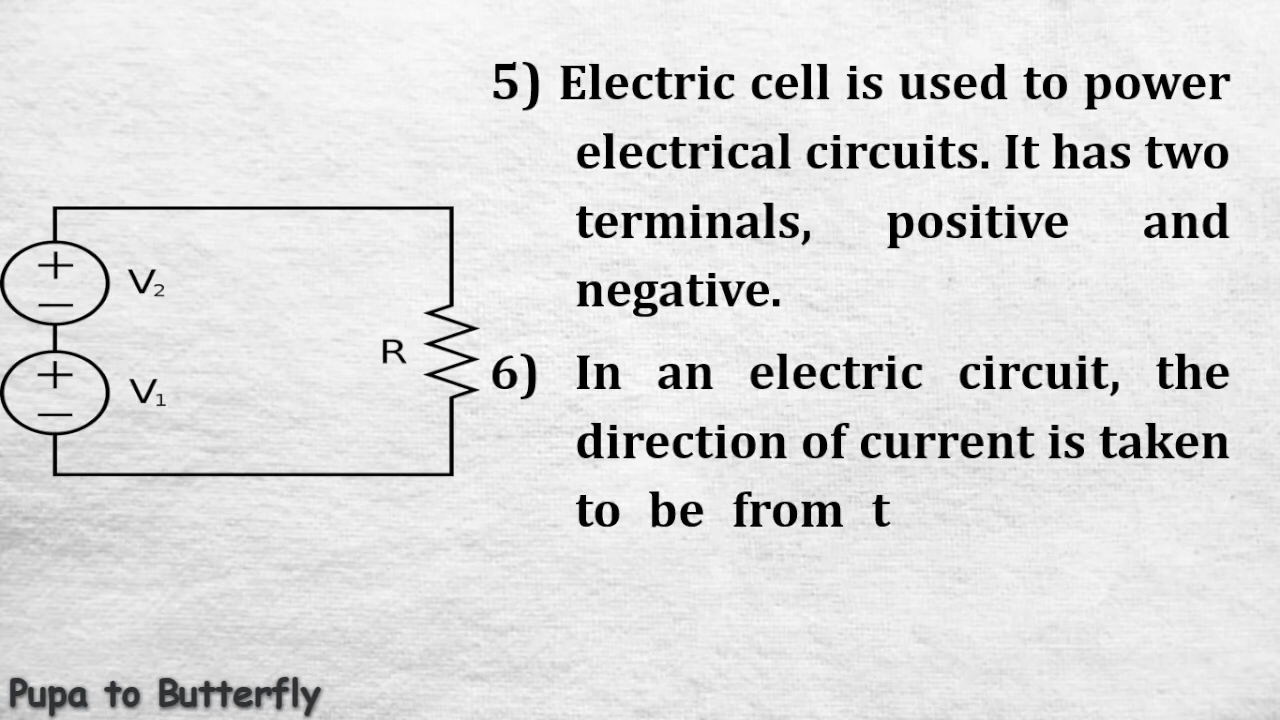 5) Electric cell is used to power
electrical circuits. It has two
terminals, positive and
negative.
6) In an electric circuit, the
direction of current is taken
to be from t
+
−
V₂
+
−
V₁
R
Pupa to Butterfly